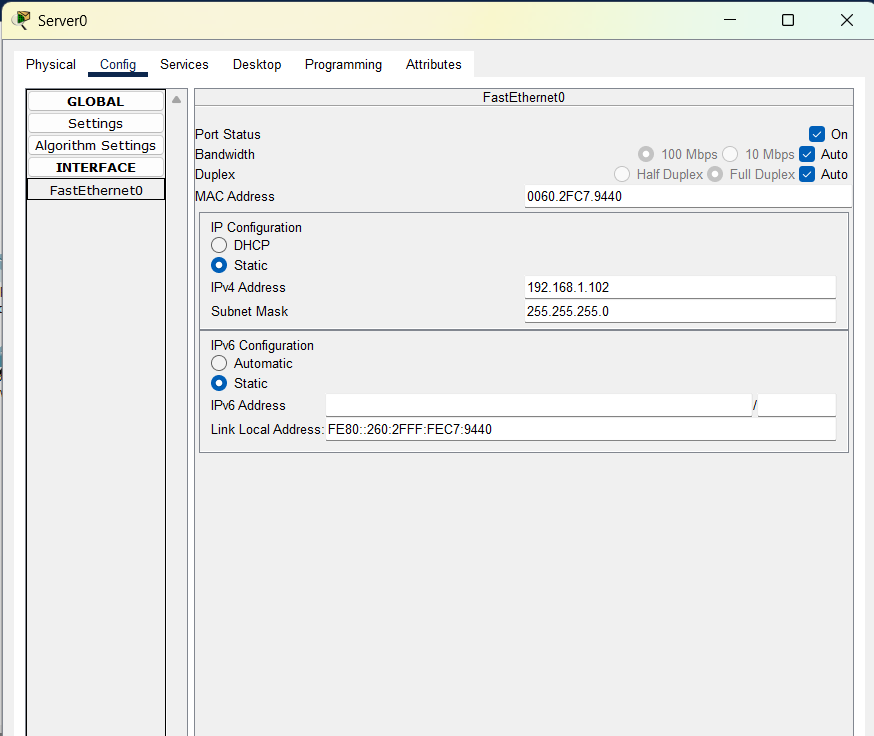 Server0
Physical Config Services Desktop Programming Attributes
GLOBAL
Settings
Algorithm Settings
INTERFACE
FastEthernet0
FastEthernet0
Port Status On
Bandwidth 100 Mbps 10 Mbps Auto
Duplex Half Duplex Full Duplex Auto
MAC Address 0060.2FC7.9440
IP Configuration
DHCP
Static
IPv4 Address 192.168.1.102
Subnet Mask 255.255.255.0
IPv6 Configuration
Automatic
Static
IPv6 Address /
Link Local Address: FE80::260:2FFF:FEC7:9440